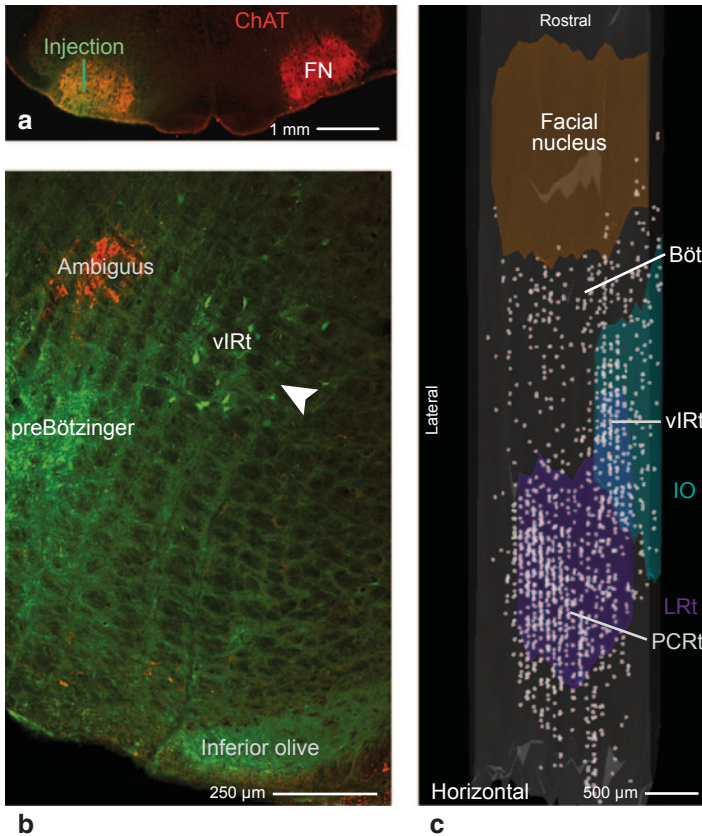 ChAT
Injection
FN
1 mm
a
Ambiguus
vIRt
preBötzinger
Inferior olive
250 µm
b
Rostral
Facial
nucleus
Böt
Lateral
vIRt
IO
LRt
PCRt
Horizontal
500 µm
c